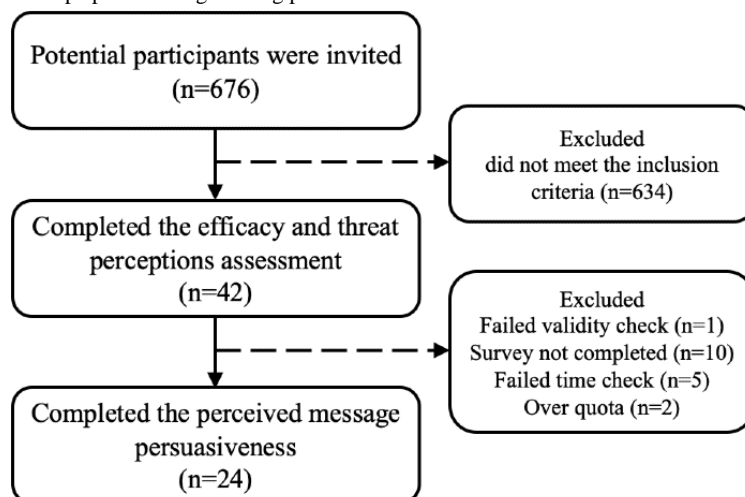 Potential participants were invited
(n=676)
Excluded
did not meet the inclusion
criteria (n=634)
Completed the efficacy and threat
perceptions assessment
(n=42)
Excluded
Failed validity check (n=1)
Survey not completed (n=10)
Failed time check (n=5)
Over quota (n=2)
Completed the perceived message
persuasiveness
(n=24)